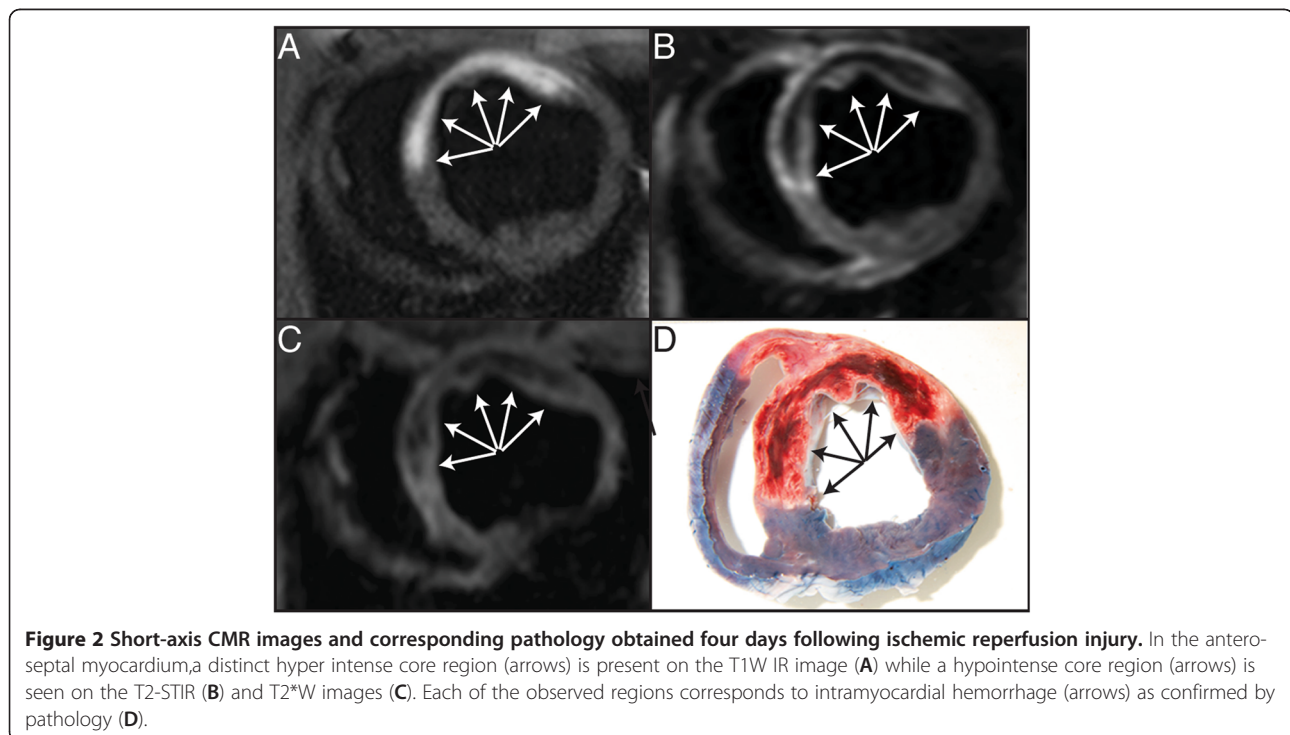 A
B
C
D
Figure 2 Short-axis CMR images and corresponding pathology obtained four days following ischemic reperfusion injury. In the antero-
septal myocardium,a distinct hyper intense core region (arrows) is present on the T1W IR image (A) while a hypointense core region (arrows) is
seen on the T2-STIR (B) and T2*W images (C). Each of the observed regions corresponds to intramyocardial hemorrhage (arrows) as confirmed by
pathology (D).